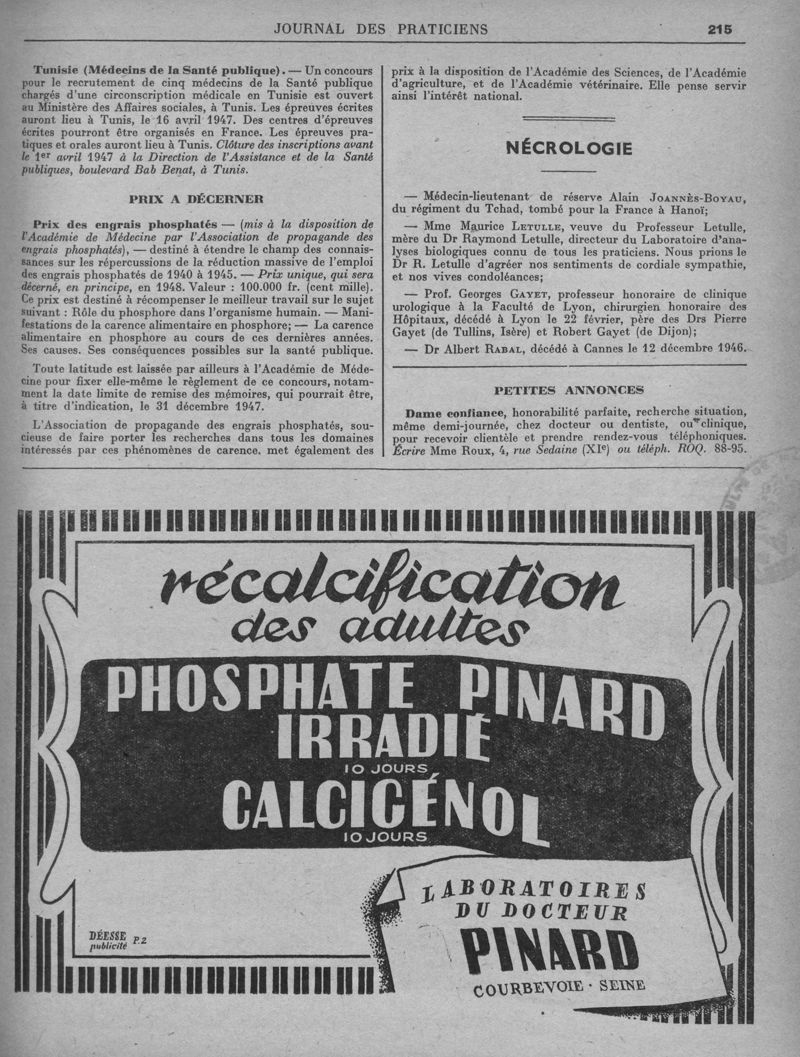 JOURNAL DES PRATICIENS 215
Tunisie (Médecins de la Santé publique). — Un concours
pour le recrutement de cinq médecins de la Santé publique
chargés d'une circonscription médicale en Tunisie est ouvert
au Ministère des Affaires sociales, à Tunis. Les épreuves écrites
auront lieu à Tunis, le 16 avril 1947. Des centres d'épreuves
écrites pourront être organisés en France. Les épreuves pra-
tiques et orales auront lieu à Tunis. Clôture des inscriptions avant
le 1er avril 1947 à la Direction de l'Assistance et de la Santé
publiques, boulevard Bab Benat, à Tunis.
PRIX A DÉCERNER
Prix des engrais phosphatés — (mis à la disposition de
l'Académie de Médecine par l'Association de propagande des
engrais phosphatés), — destiné à étendre le champ des connais-
sances sur les répercussions de la réduction massive de l'emploi
des engrais phosphatés de 1940 à 1945. — Prix unique, qui sera
décerné, en principe, en 1948. Valeur : 100.000 fr. (cent mille).
Ce prix est destiné à récompenser le meilleur travail sur le sujet
suivant : Rôle du phosphore dans l'organisme humain. — Mani-
festations de la carence alimentaire en phosphore; — La carence
alimentaire en phosphore au cours de ces dernières années.
Ses causes. Ses conséquences possibles sur la santé publique.
Toute latitude est laissée par ailleurs à l'Académie de Méde-
cine pour fixer elle-même le règlement de ce concours, notam-
ment la date limite de remise des mémoires, qui pourrait être,
à titre d'indication, le 31 décembre 1947.
L'Association de propagande des engrais phosphatés, sou-
cieuse de faire porter les recherches dans tous les domaines
intéressés par ces phénomènes de carence. met également des
prix à la disposition de l'Académie des Sciences, de l'Académie
d'agriculture, et de l'Académie vétérinaire. Elle pense servir
ainsi l'intérêt national.
NÉCROLOGIE
— Médecin-lieutenant de réserve Alain JOANNÈS-BOYAU,
du régiment du Tchad, tombé pour la France à Hanoï;
— Mme Maurice LETULLE, veuve du Professeur Letulle,
mère du Dr Raymond Letulle, directeur du Laboratoire d'ana-
lyses biologiques connu de tous les praticiens. Nous prions le
Dr R. Letulle d'agréer nos sentiments de cordiale sympathie,
et nos vives condoléances;
— Prof. Georges GAYET, professeur honoraire de clinique
urologique à la Faculté de Lyon, chirurgien honoraire des
Hôpitaux, décédé à Lyon le 22 février, père des Drs Pierre
Gayet (de Tullins, Isère) et Robert Gayet (de Dijon);
— Dr Albert RABAL, décédé à Cannes le 12 décembre 1946.
PETITES ANNONCES
Dame confiance, honorabilité parfaite, recherche situation,
même demi-journée, chez docteur ou dentiste, ou clinique,
pour recevoir clientèle et prendre rendez-vous téléphoniques.
Écrire Mme Roux, 4, rue Sedaine (XIe) ou téléph. ROQ. 88-95.
récalcification
des adultes
PHOSPHATE PINARD
IRRADIÉ
10 JOURS
CALCIGÉNOL
10 JOURS
LABORATOIRES
DU DOCTEUR
PINARD
COURBEVOIE · SEINE
DÉESSE
publicité P.2